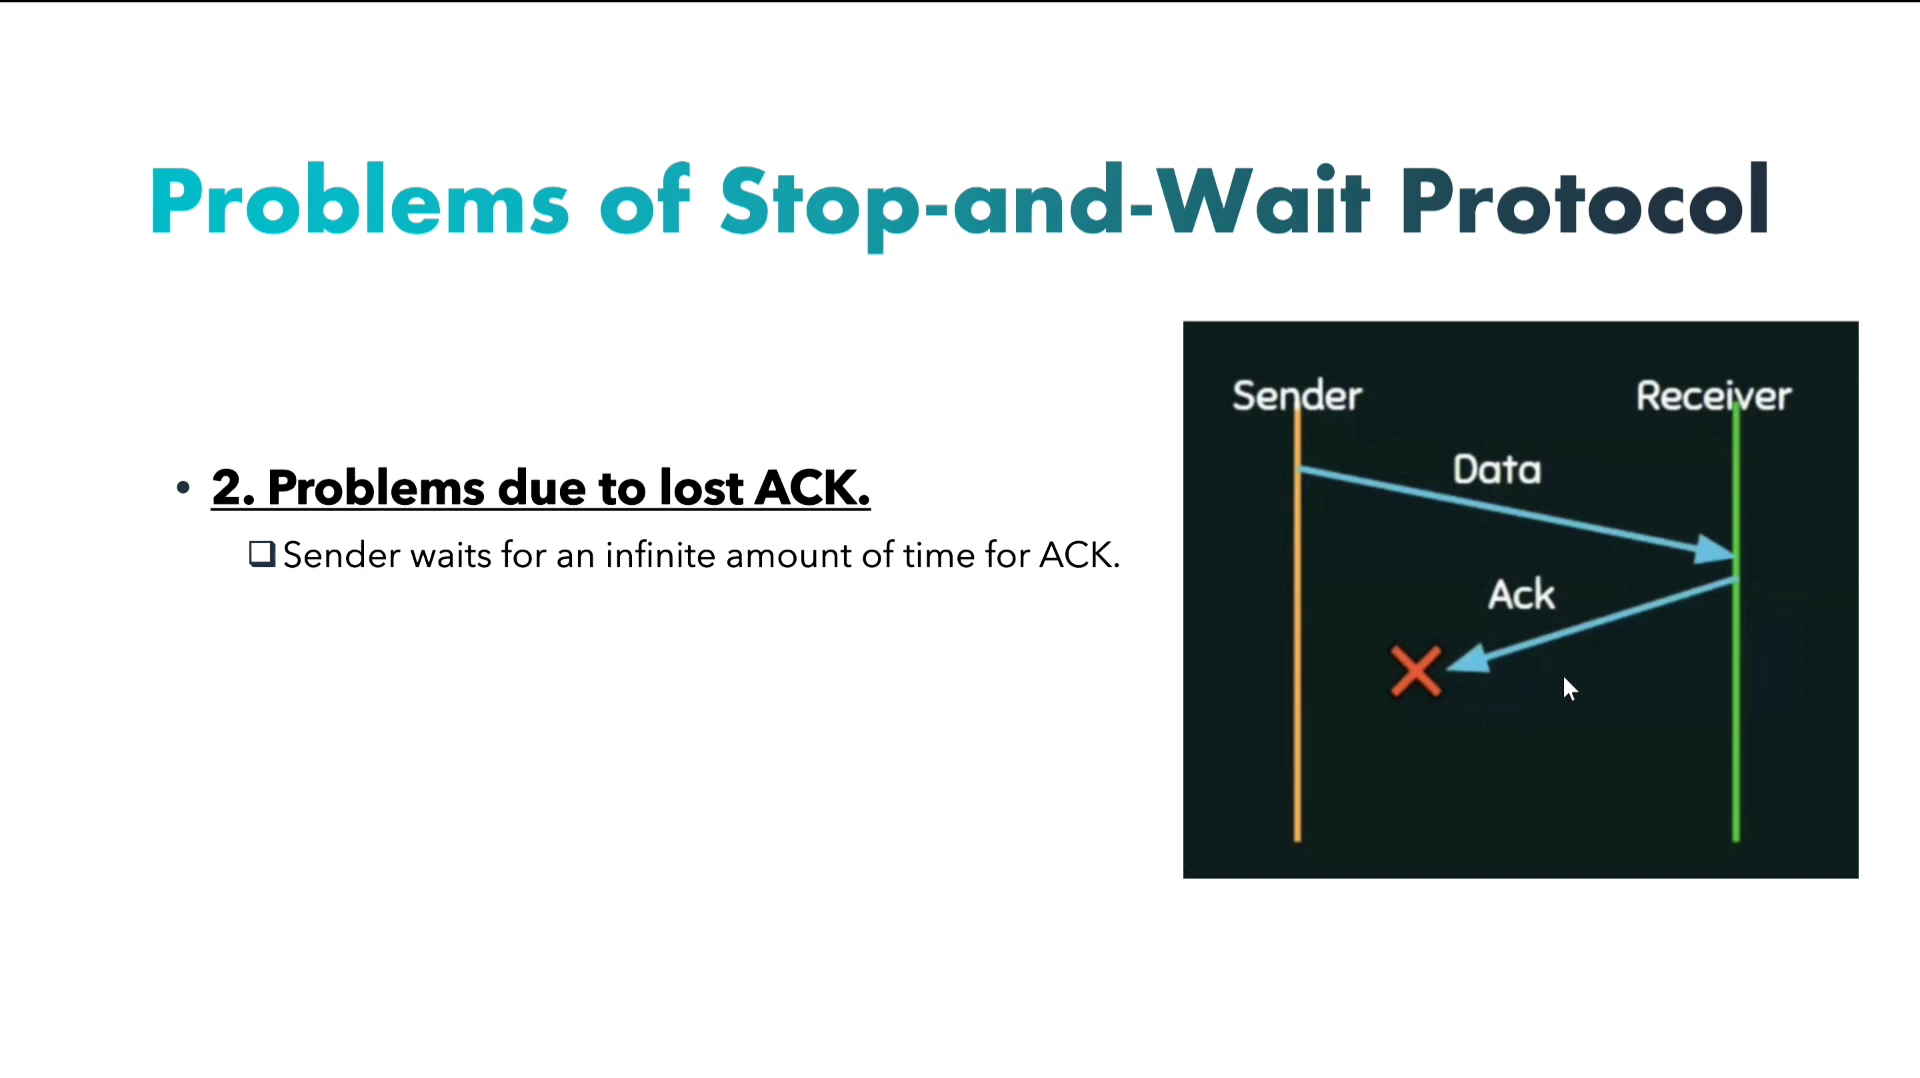 Problems of Stop-and-Wait Protocol
• 2. Problems due to lost ACK.
❑ Sender waits for an infinite amount of time for ACK.
Sender Receiver
Data
Ack